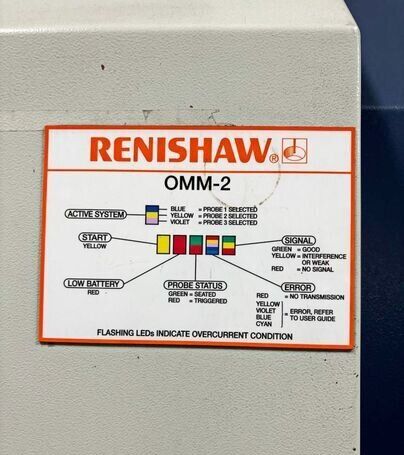 RENISHAW®
OMM-2
ACTIVE SYSTEM
BLUE = PROBE 1 SELECTED
YELLOW = PROBE 2 SELECTED
VIOLET = PROBE 3 SELECTED
START
YELLOW
SIGNAL
GREEN = GOOD
YELLOW = INTERFERENCE
OR WEAK
RED = NO SIGNAL
LOW BATTERY
RED
PROBE STATUS
GREEN = SEATED
RED = TRIGGERED
ERROR
RED = NO TRANSMISSION
YELLOW
VIOLET
BLUE
CYAN
= ERROR, REFER
TO USER GUIDE
FLASHING LEDs INDICATE OVERCURRENT CONDITION